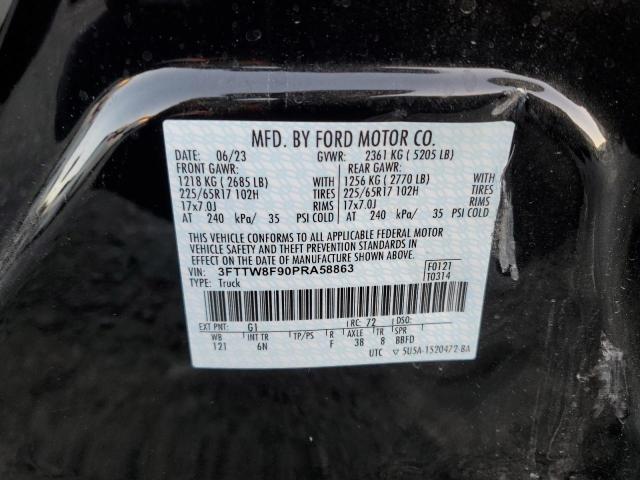 MFD. BY FORD MOTOR CO.
DATE: 06/23 GVWR: 2361 KG ( 5205 LB)
FRONT GAWR: REAR GAWR:
1218 KG ( 2685 LB) WITH 1256 KG ( 2770 LB) WITH
225/65R17 102H TIRES 225/65R17 102H TIRES
17x7.0J RIMS 17x7.0J RIMS
AT 240 kPa/ 35 PSI COLD AT 240 kPa/ 35 PSI COLD
THIS VEHICLE CONFORMS TO ALL APPLICABLE FEDERAL MOTOR
VEHICLE SAFETY AND THEFT PREVENTION STANDARDS IN
EFFECT ON THE DATE OF MANUFACTURE SHOWN ABOVE.
VIN: 3FTTW8F90PRA58863 F0121
TYPE: Truck T0314
EXT PNT: G1 RC: 72 DSO:
WB INT TR TP/PS R AXLE TR SPR
121 6N F 38 8 BBFD
UTC ▽ 5U5A-1520472-BA